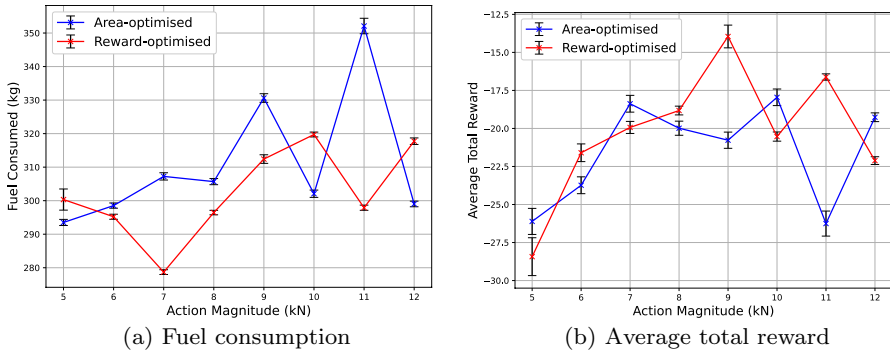 Area-optimised
Reward-optimised
350
340
330
320
310
300
290
280
Fuel Consumed (kg)
5 6 7 8 9 10 11 12
Action Magnitude (kN)
(a) Fuel consumption
Area-optimised
Reward-optimised
−12.5
−15.0
−17.5
−20.0
−22.5
−25.0
−27.5
−30.0
Average Total Reward
5 6 7 8 9 10 11 12
Action Magnitude (kN)
(b) Average total reward